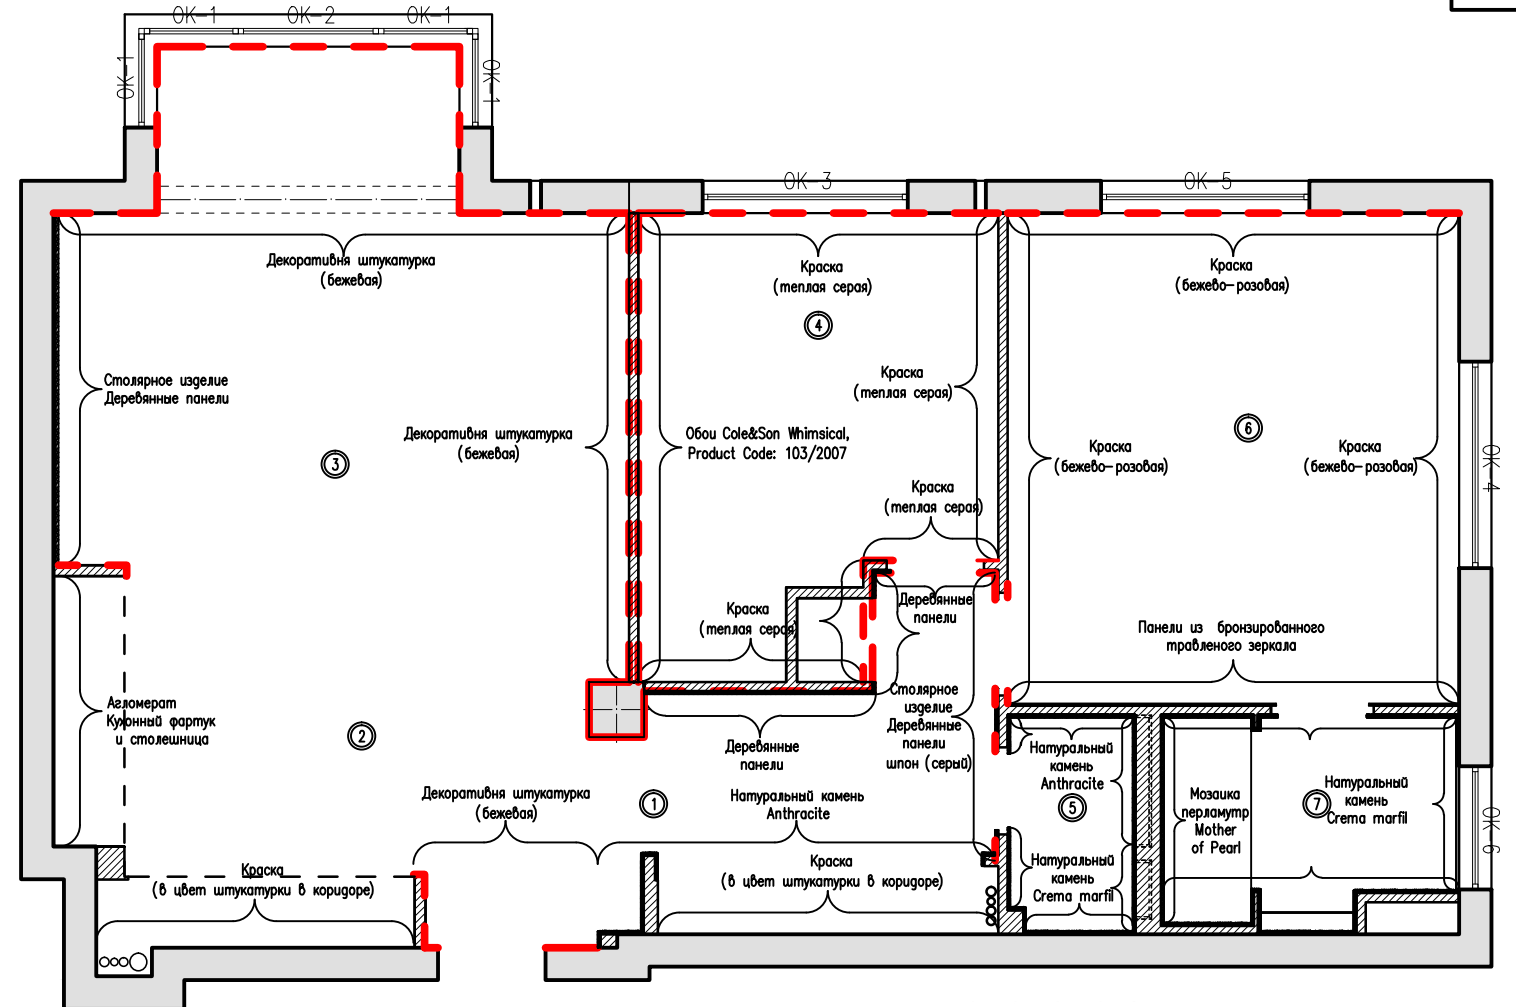 ОК-1
ОК-2
ОК-1
ОК-1
ОК-1
ОК-3
ОК-5
Декоративня штукатурка
(бежевая)
Краска
(теплая серая)
Краска
(бежево-розовая)
4
Столярное изделие
Деревянные панели
Краска
(теплая серая)
Декоративня штукатурка
(бежевая)
Обои Cole&Son Whimsical,
Product Code: 103/2007
3
6
Краска
(бежево-розовая)
Краска
(бежево-розовая)
ОК-4
Краска
(теплая серая)
Краска
(теплая серая)
Деревянные
панели
Панели из бронзированного
травленого зеркала
Агломерат
Кухонный фартук
и столешница
2
Столярное
изделие
Деревянные
панели
шпон (серый)
Деревянные
панели
Натуральный
камень
Anthracite
Декоративня штукатурка
(бежевая)
1
Натуральный камень
Anthracite
5
Мозаика
перламутр
Mother
of Pearl
7
Натуральный
камень
Crema marfil
ОК-6
Краска
(в цвет штукатурки в коридоре)
Краска
(в цвет штукатурки в коридоре)
Натуральный
камень
Crema marfil